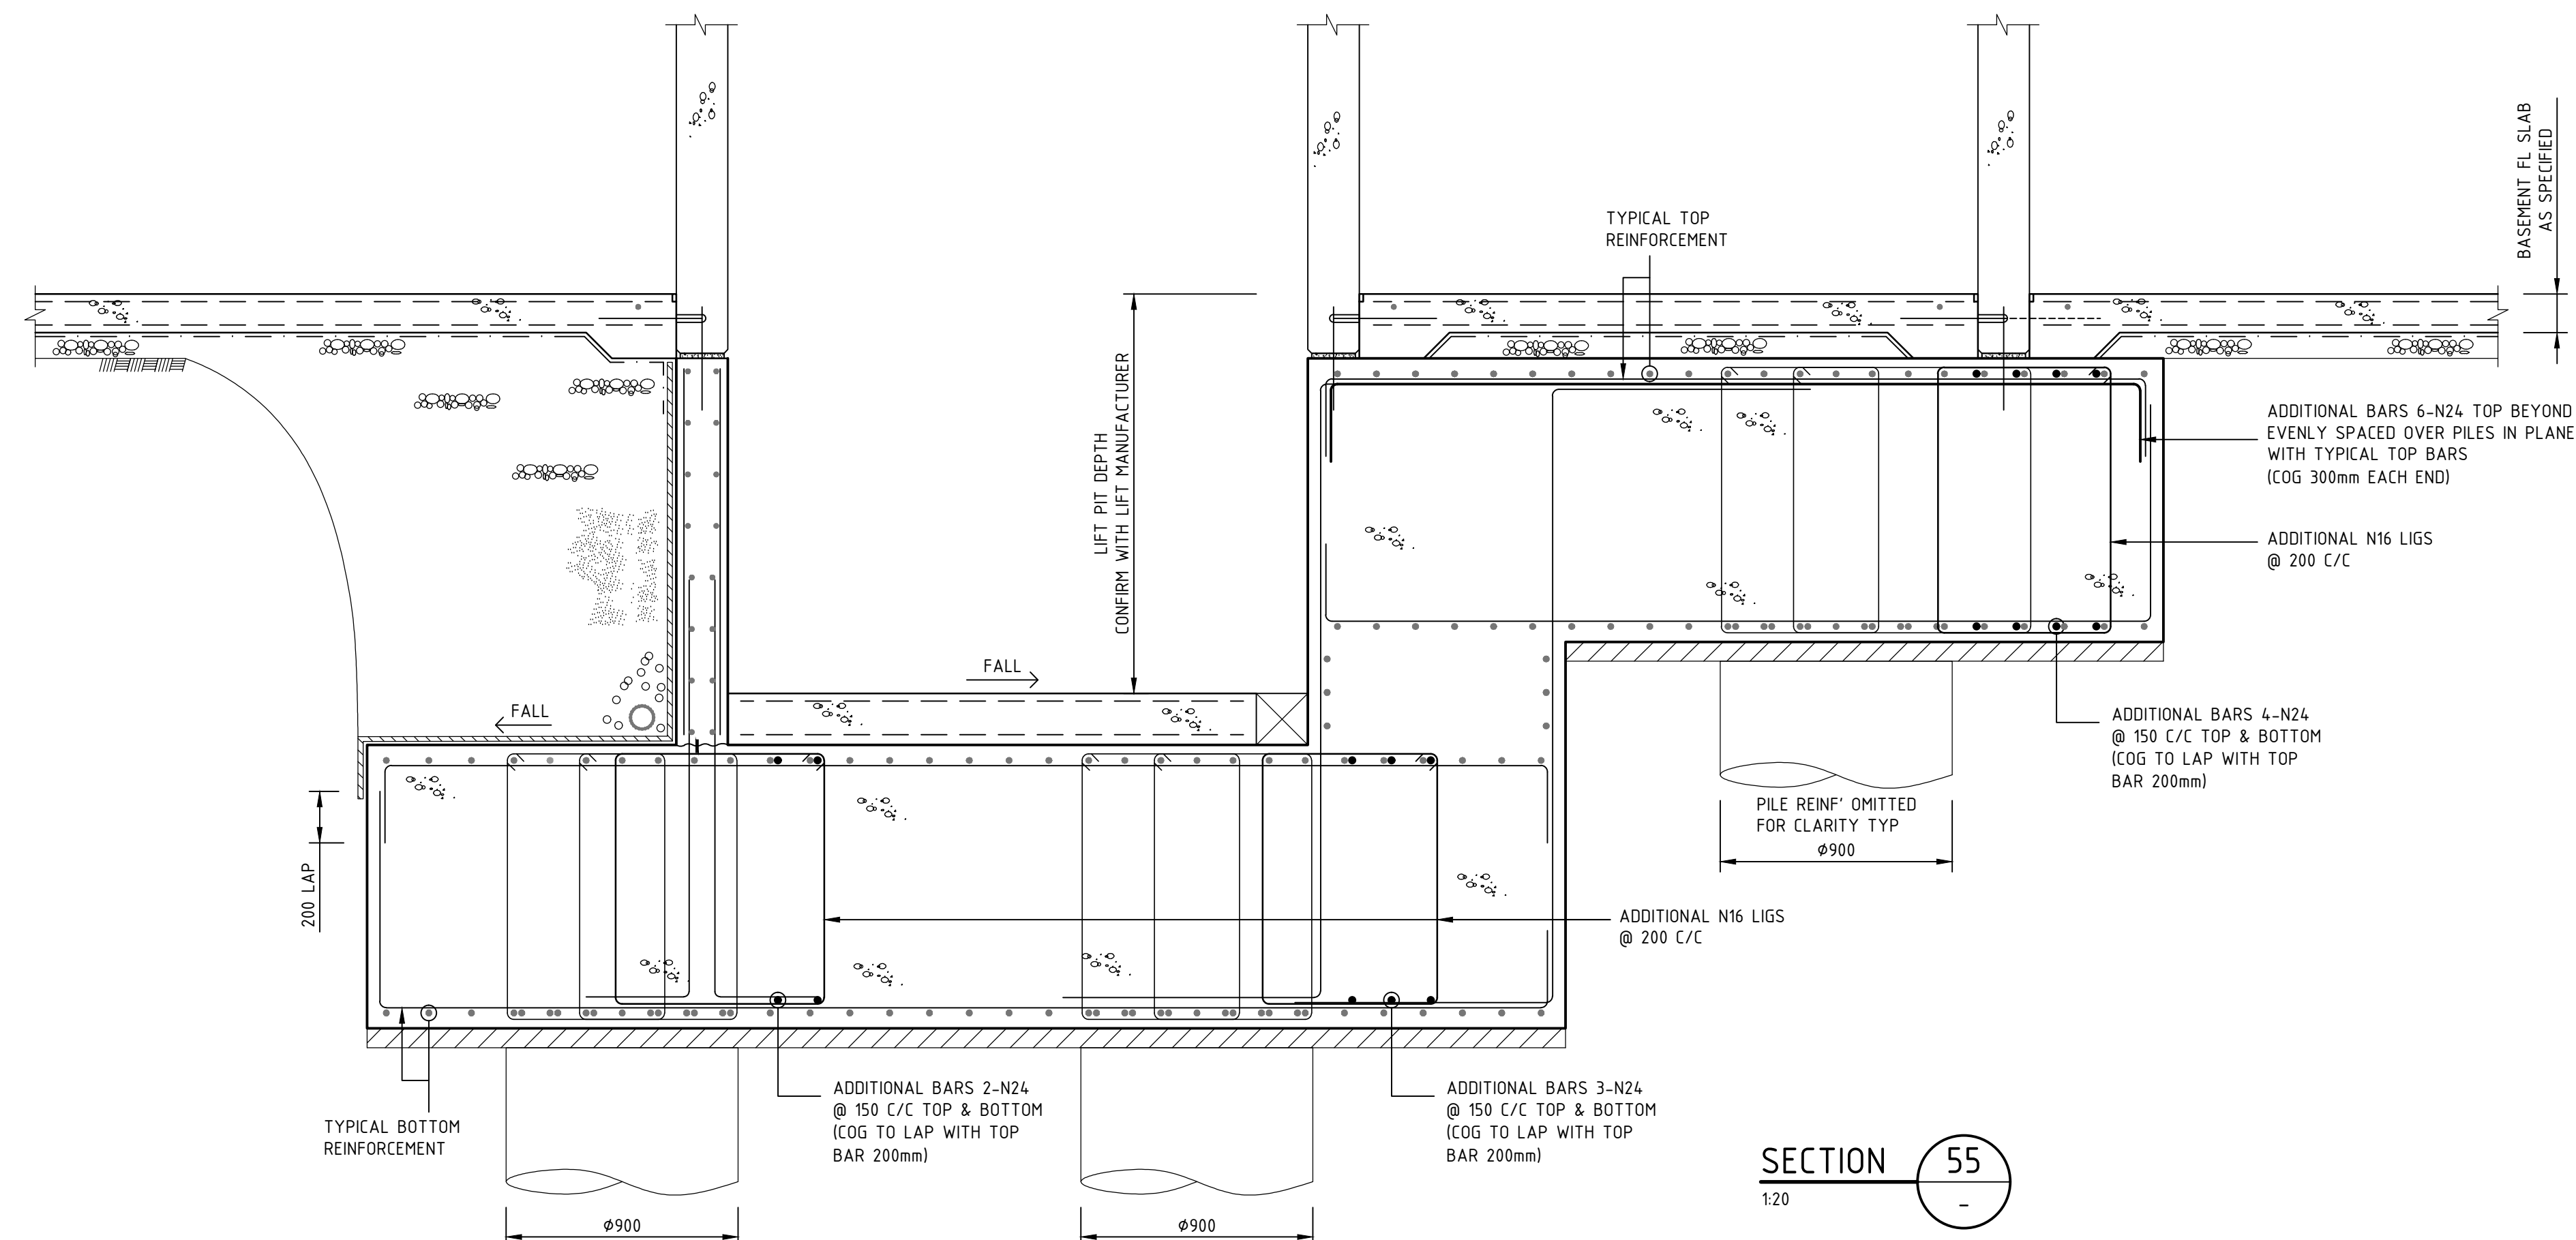 BASEMENT FL SLAB
AS SPECIFIED
TYPICAL TOP
REINFORCEMENT
LIFT PIT DEPTH
CONFIRM WITH LIFT MANUFACTURER
ADDITIONAL BARS 6-N24 TOP BEYOND
EVENLY SPACED OVER PILES IN PLANE
WITH TYPICAL TOP BARS
(COG 300mm EACH END)
ADDITIONAL N16 LIGS
@ 200 C/C
FALL
FALL
ADDITIONAL BARS 4-N24
@ 150 C/C TOP & BOTTOM
(COG TO LAP WITH TOP
BAR 200mm)
PILE REINF' OMITTED
FOR CLARITY TYP
Ø900
200 LAP
ADDITIONAL N16 LIGS
@ 200 C/C
TYPICAL BOTTOM
REINFORCEMENT
ADDITIONAL BARS 2-N24
@ 150 C/C TOP & BOTTOM
(COG TO LAP WITH TOP
BAR 200mm)
ADDITIONAL BARS 3-N24
@ 150 C/C TOP & BOTTOM
(COG TO LAP WITH TOP
BAR 200mm)
Ø900
Ø900
SECTION 55
1:20 -